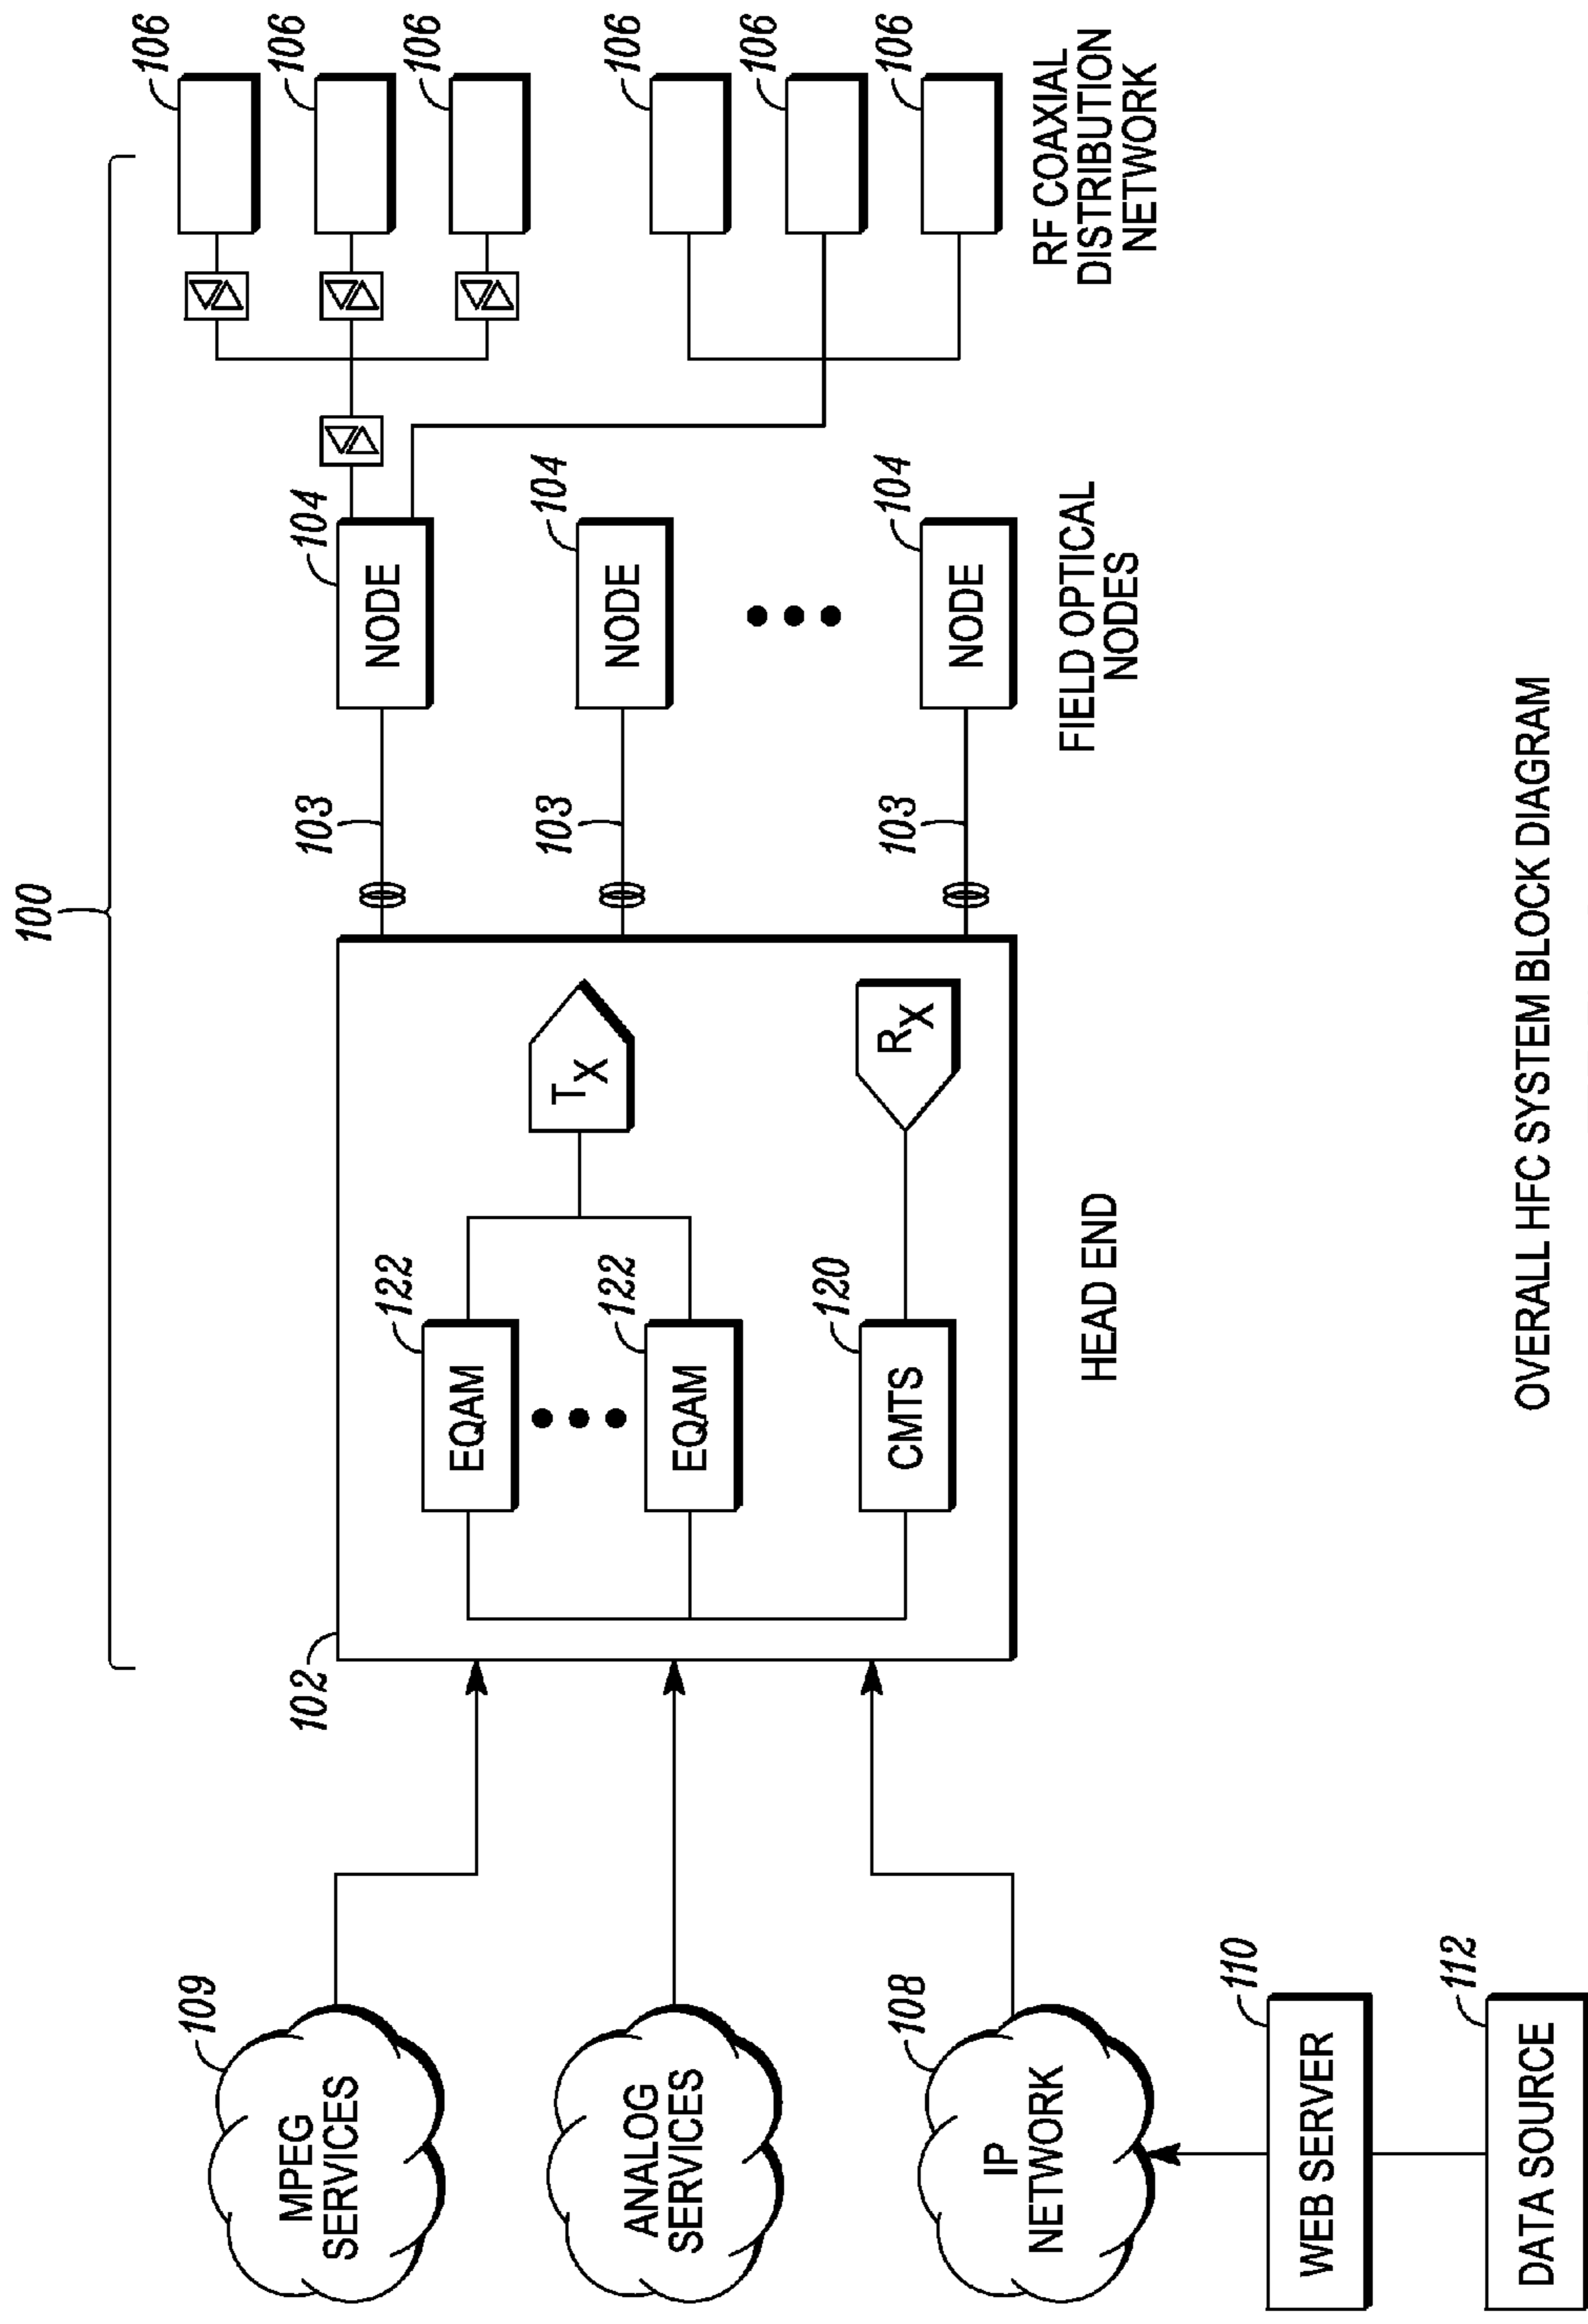 100
109
MPEG
SERVICES
ANALOG
SERVICES
108
IP
NETWORK
110
WEB SERVER
112
DATA SOURCE
102
122
EQAM
122
EQAM
120
CMTS
TX
RX
HEAD END
103
103
103
104
NODE
104
NODE
104
NODE
FIELD OPTICAL
NODES
106
106
106
106
106
106
RF COAXIAL
DISTRIBUTION
NETWORK
OVERALL HFC SYSTEM BLOCK DIAGRAM